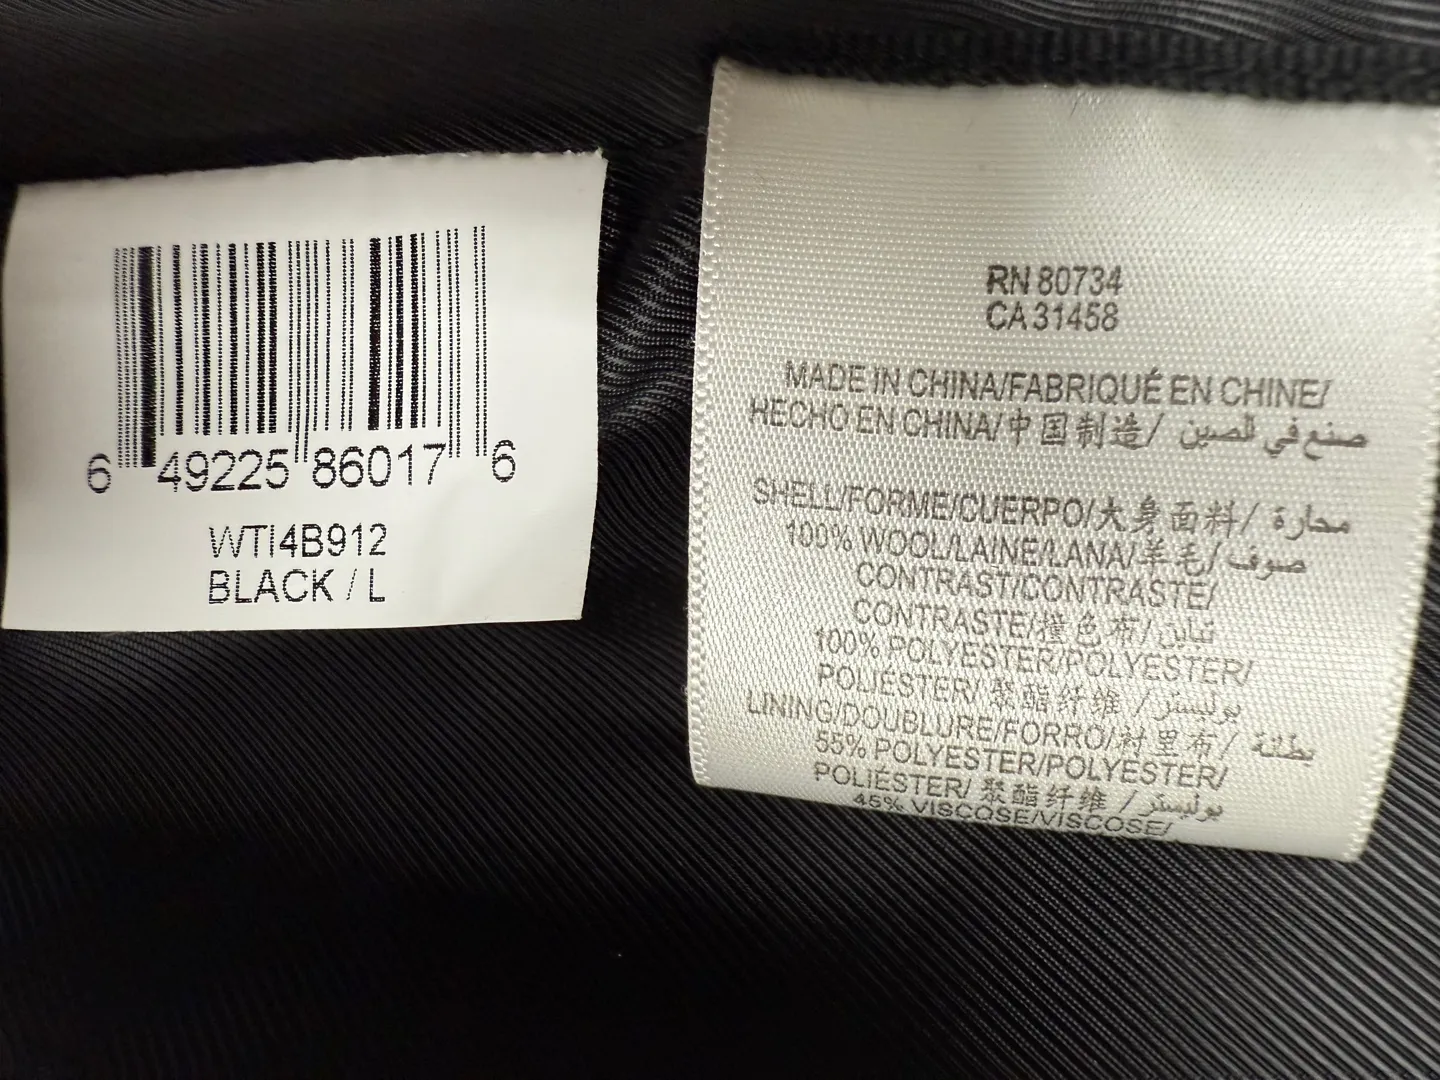 6 49225 86017 6
WTI4B912
BLACK / L
RN 80734
CA 31458
MADE IN CHINA/FABRIQUÉ EN CHINE/
HECHO EN CHINA/中国制造/ صنع في الصين
SHELL/FORME/CUERPO/大身面料/ محارة
100% WOOL/LAINE/LANA/羊毛/ صوف
CONTRAST/CONTRASTE/
CONTRASTE/撞色布/ تباين
100% POLYESTER/POLYESTER/
POLIÉSTER/ 聚酯纤维 / بوليستر
LINING/DOUBLURE/FORRO/衬里布/ بطانة
55% POLYESTER/POLYESTER/
POLIÉSTER/ 聚酯纤维 / بوليستر
45% VISCOSE/VISCOSE/